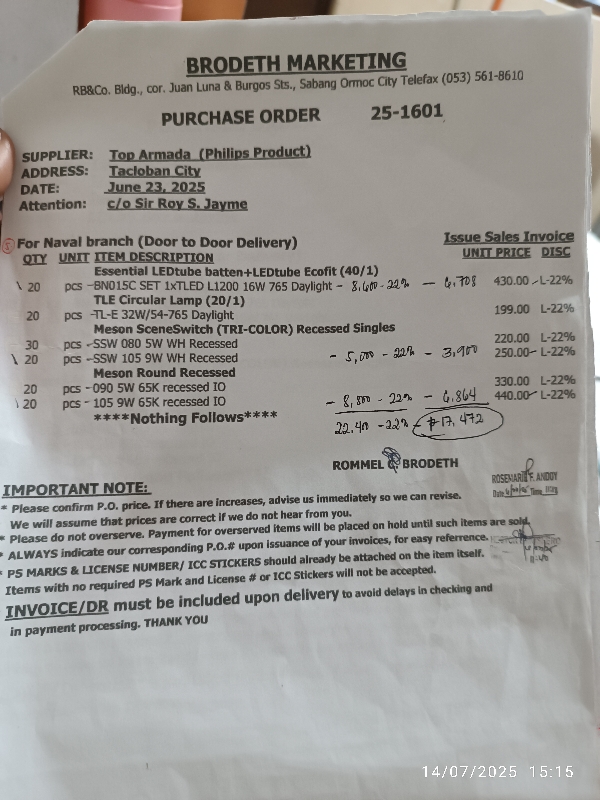 BRODETH MARKETING
RB&Co. Bldg., cor. Juan Luna & Burgos Sts., Sabang Ormoc City Telefax (053) 561-8610
PURCHASE ORDER 25-1601
SUPPLIER: Top Armada (Philips Product)
ADDRESS: Tacloban City
DATE: June 23, 2025
Attention: c/o Sir Roy S. Jayme
For Naval branch (Door to Door Delivery) Issue Sales Invoice
QTY UNIT ITEM DESCRIPTION UNIT PRICE DISC
Essential LEDtube batten+LEDtube Ecofit (40/1)
\ 20 pcs -BN015C SET 1xTLED L1200 16W 765 Daylight - 8,600 - 22% - 6,708 430.00 L-22%
TLE Circular Lamp (20/1)
20 pcs -TL-E 32W/54-765 Daylight 199.00 L-22%
Meson SceneSwitch (TRI-COLOR) Recessed Singles
30 pcs -SSW 080 5W WH Recessed 220.00 L-22%
\ 20 pcs -SSW 105 9W WH Recessed - 5,000 - 22% - 3,900 250.00 L-22%
Meson Round Recessed
20 pcs -090 5W 65K recessed IO 330.00 L-22%
\ 20 pcs -105 9W 65K recessed IO - 8,800 - 22% - 6,864 440.00 L-22%
****Nothing Follows**** 22,400 - 22% - ₱17,472
ROMMEL BRODETH
ROSEMARIE F. ANDOY
Date Time
IMPORTANT NOTE:
* Please confirm P.O. price. If there are increases, advise us immediately so we can revise.
We will assume that prices are correct if we do not hear from you.
* Please do not overserve. Payment for overserved items will be placed on hold until such items are sold.
* ALWAYS indicate our corresponding P.O.# upon issuance of your invoices, for easy referrence.
* PS MARKS & LICENSE NUMBER/ ICC STICKERS should already be attached on the item itself.
Items with no required PS Mark and License # or ICC Stickers will not be accepted.
INVOICE/DR must be included upon delivery to avoid delays in checking and
in payment processing. THANK YOU
14/07/2025 15:15